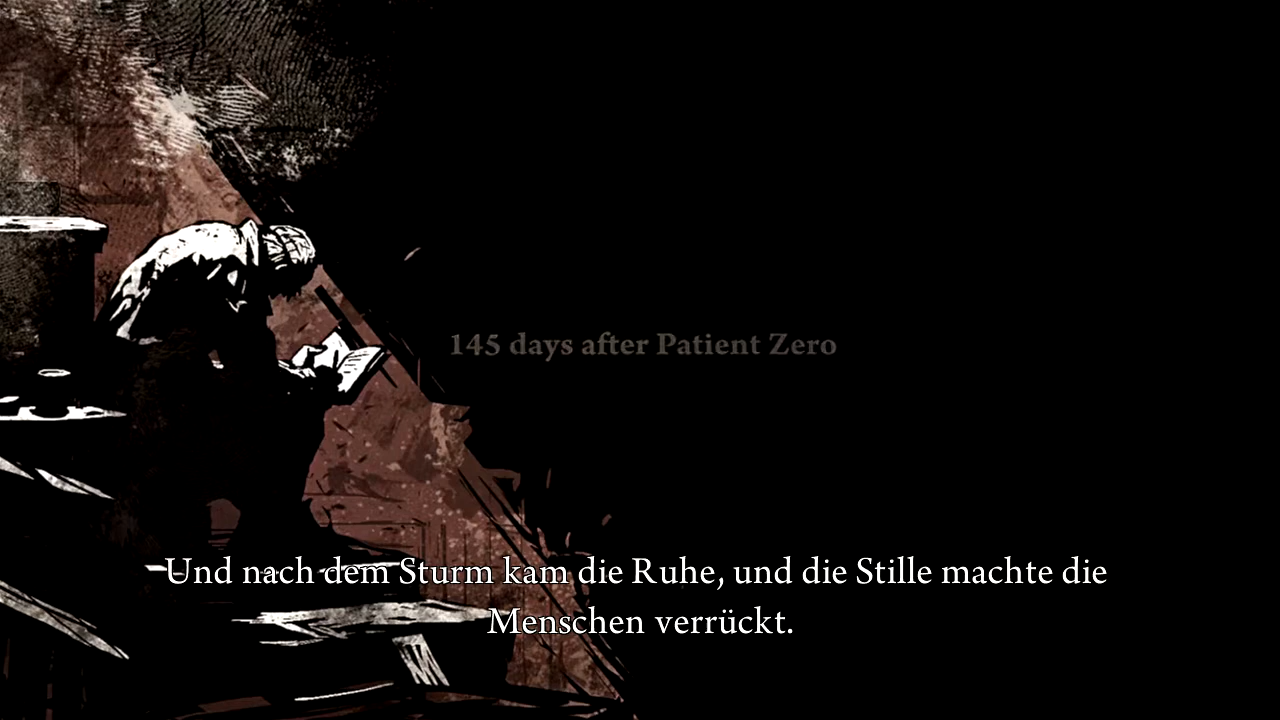 145 days after Patient Zero
Und nach dem Sturm kam die Ruhe, und die Stille machte die
Menschen verrückt.